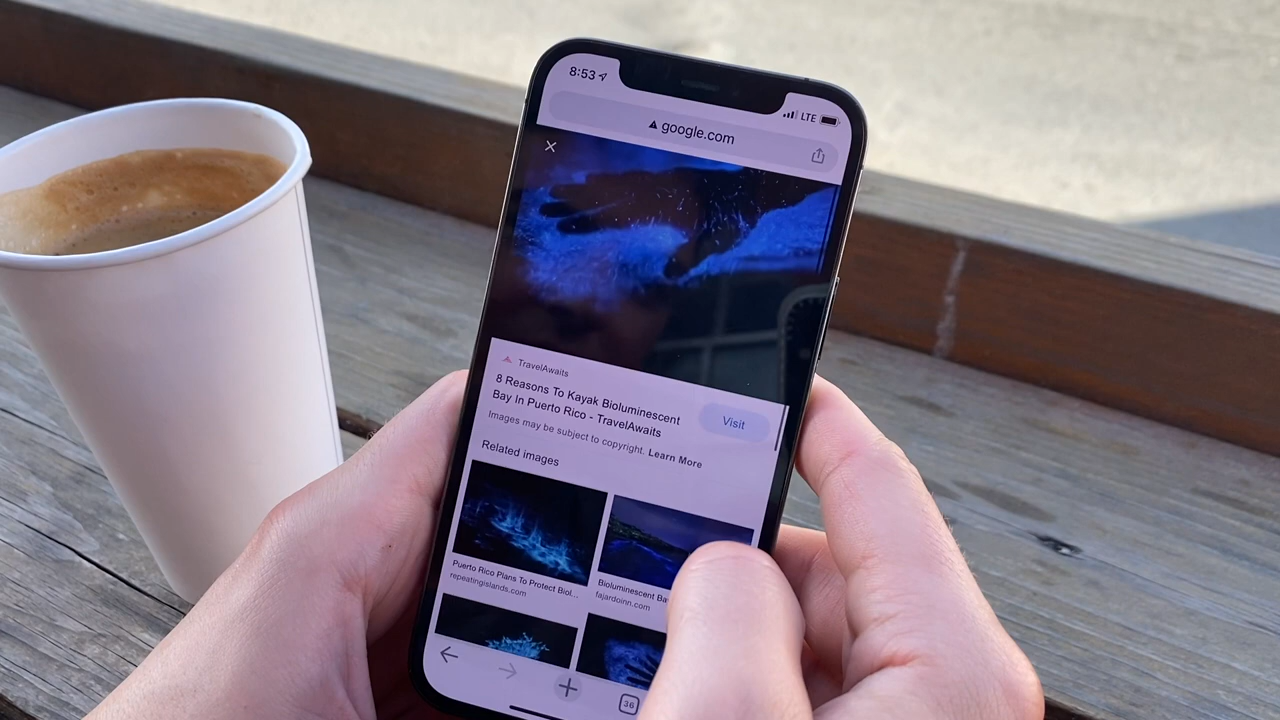 8:53
LTE
google.com
TravelAwaits
8 Reasons To Kayak Bioluminescent
Bay In Puerto Rico - TravelAwaits
Visit
Images may be subject to copyright. Learn More
Related images
Puerto Rico Plans To Protect Biol...
repeatingislands.com
Bioluminescent Ba
fajardoinn.com
36